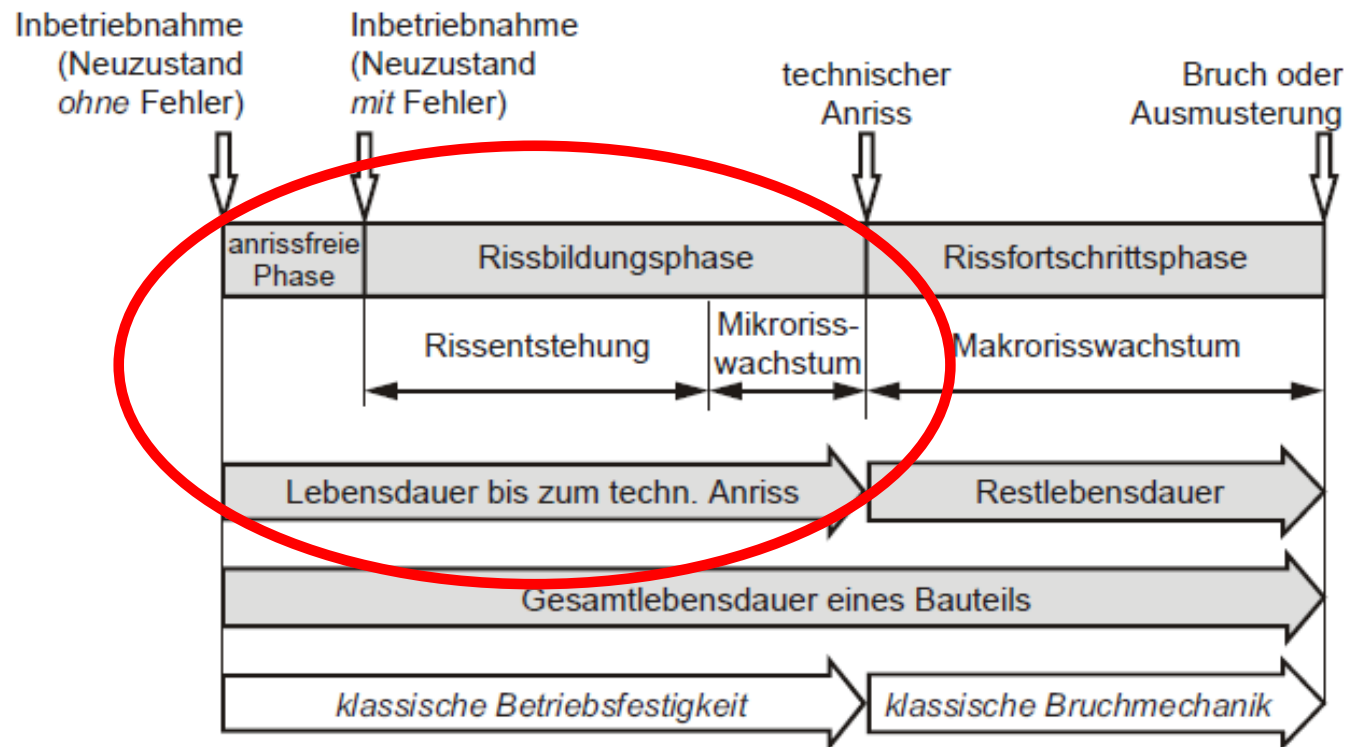 Inbetriebnahme
(Neuzustand
ohne Fehler)
Inbetriebnahme
(Neuzustand
mit Fehler)
technischer
Anriss
Bruch oder
Ausmusterung
anrissfreie
Phase
Rissbildungsphase
Rissfortschrittsphase
Rissentstehung
Mikroriss-
wachstum
Makrorisswachstum
Lebensdauer bis zum techn. Anriss
Restlebensdauer
Gesamtlebensdauer eines Bauteils
klassische Betriebsfestigkeit
klassische Bruchmechanik